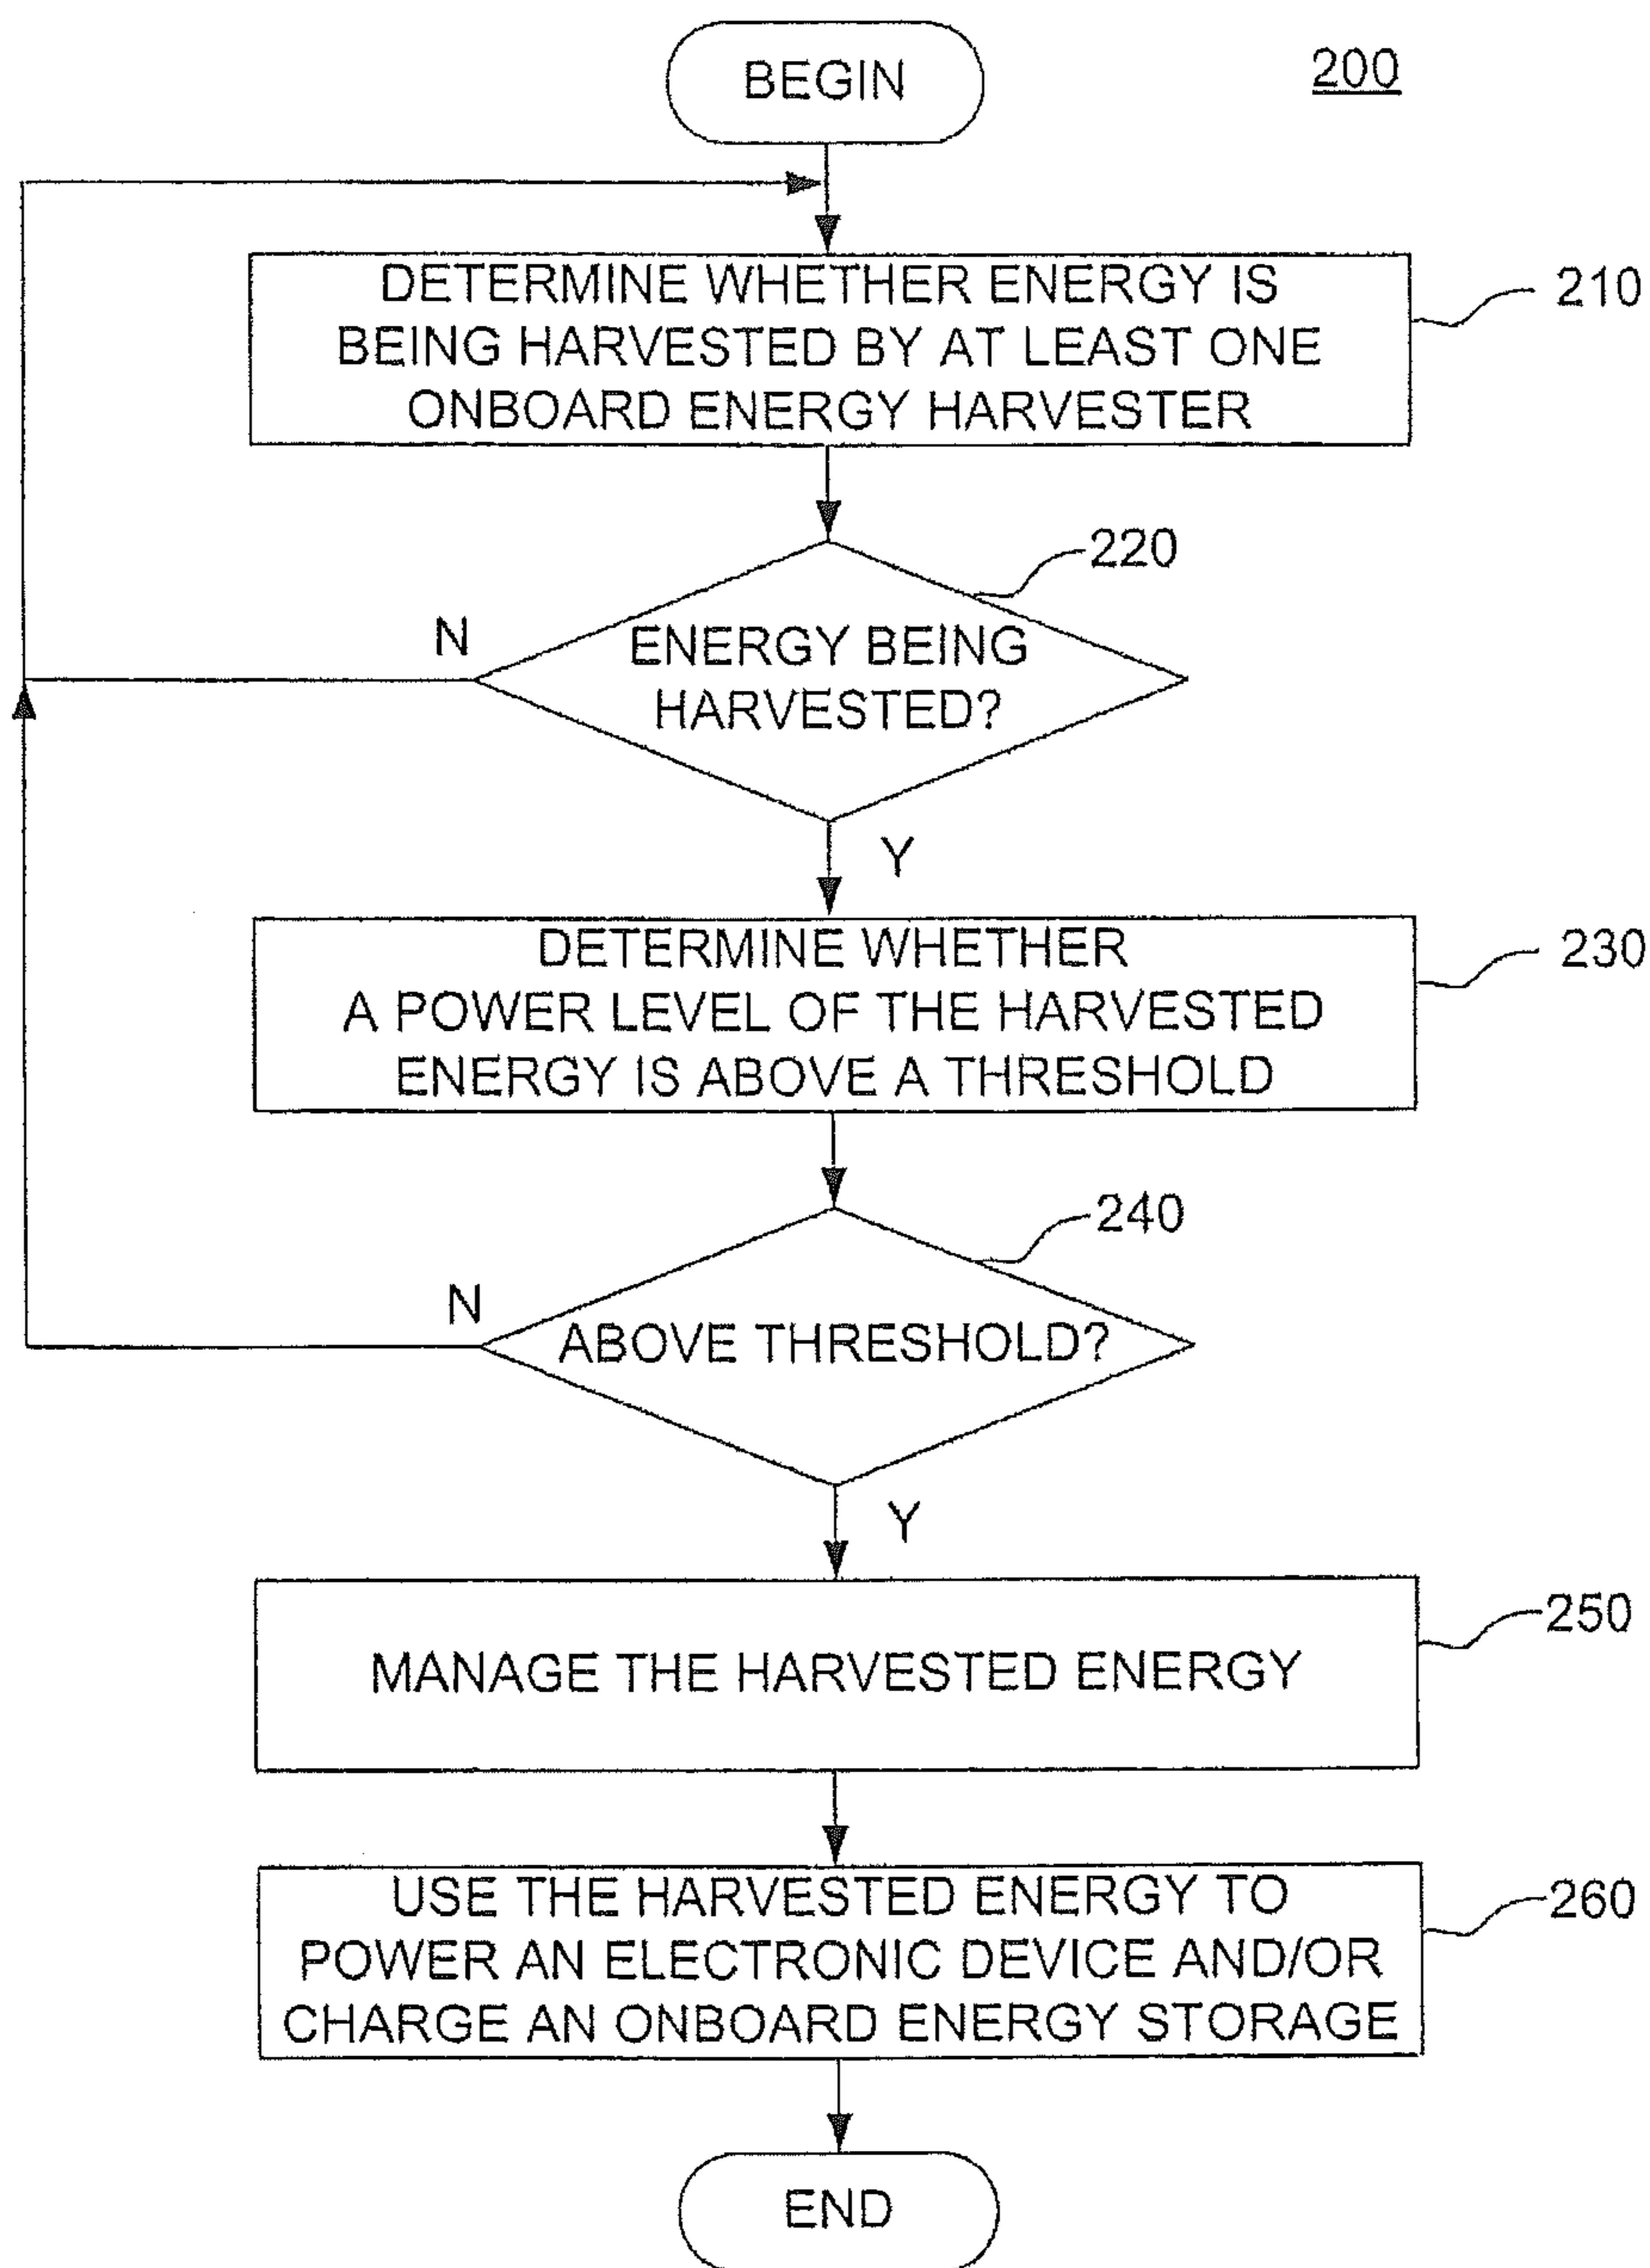 BEGIN
200
DETERMINE WHETHER ENERGY IS
BEING HARVESTED BY AT LEAST ONE
ONBOARD ENERGY HARVESTER
210
220
N
ENERGY BEING
HARVESTED?
Y
DETERMINE WHETHER
A POWER LEVEL OF THE HARVESTED
ENERGY IS ABOVE A THRESHOLD
230
240
N
ABOVE THRESHOLD?
Y
MANAGE THE HARVESTED ENERGY
250
USE THE HARVESTED ENERGY TO
POWER AN ELECTRONIC DEVICE AND/OR
CHARGE AN ONBOARD ENERGY STORAGE
260
END